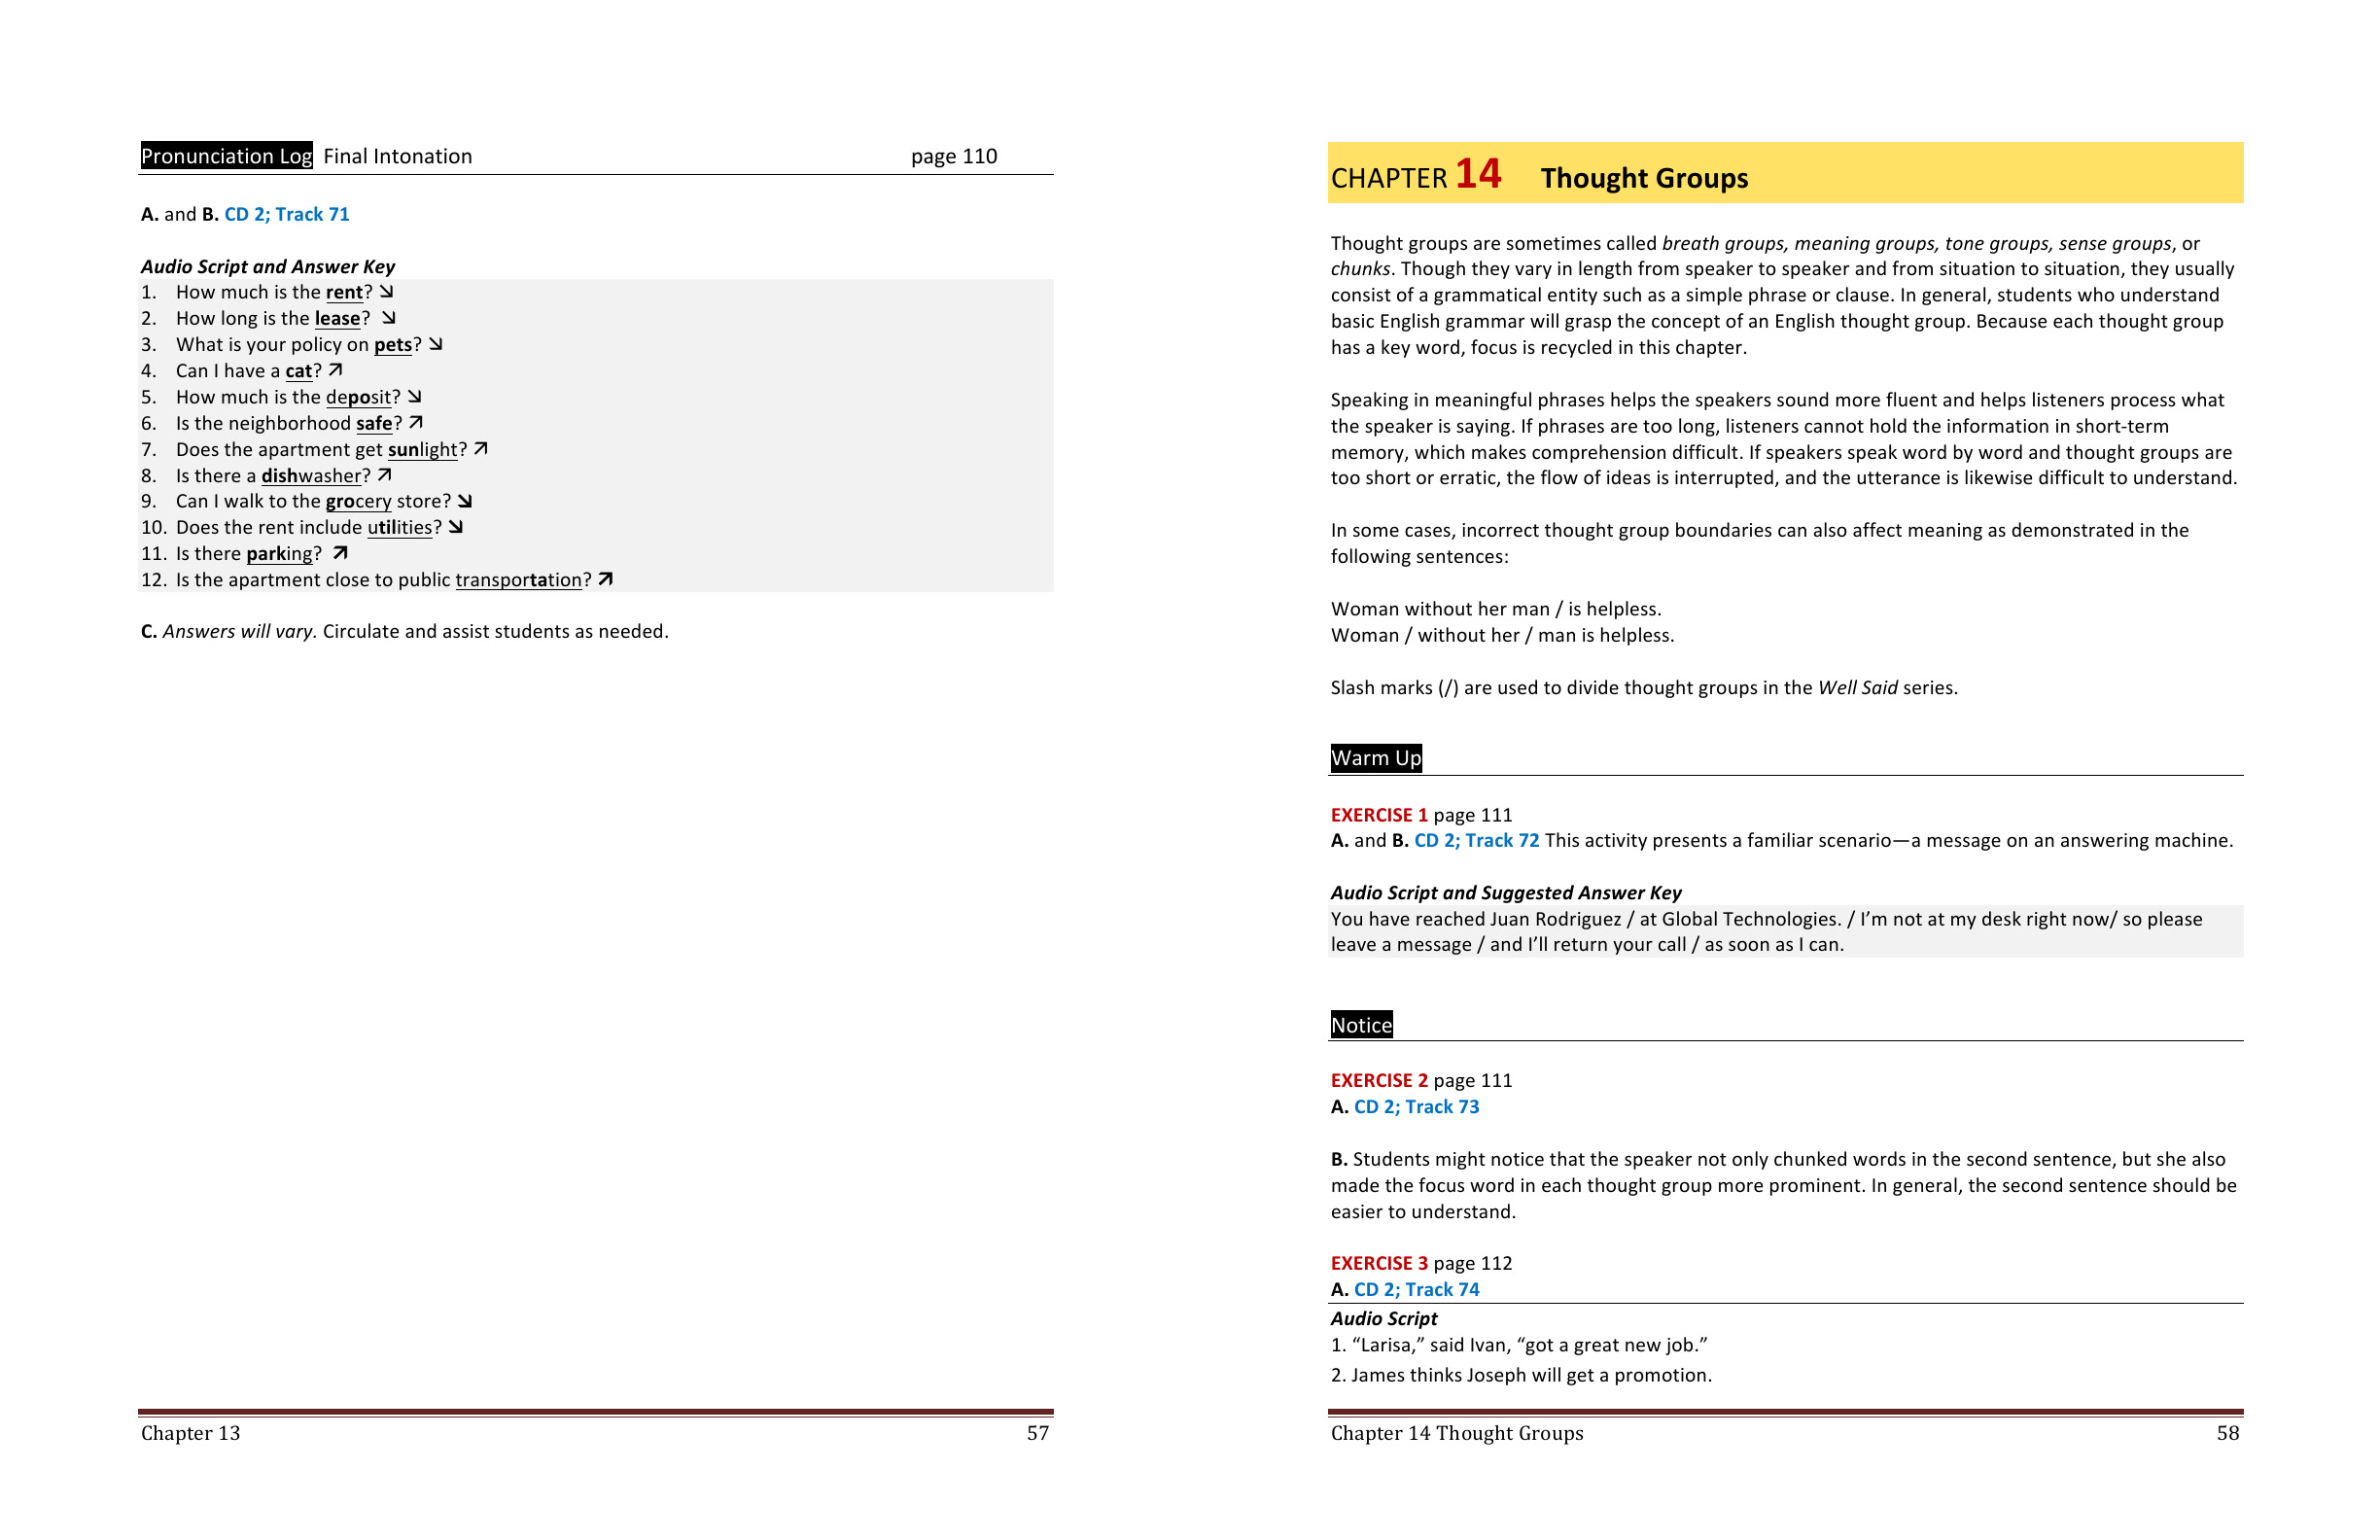 Pronunciation Log Final Intonation page 110
A. and B. CD 2; Track 71
Audio Script and Answer Key
1. How much is the rent? ↘
2. How long is the lease? ↘
3. What is your policy on pets? ↘
4. Can I have a cat? ↗
5. How much is the deposit? ↘
6. Is the neighborhood safe? ↗
7. Does the apartment get sunlight? ↗
8. Is there a dishwasher? ↗
9. Can I walk to the grocery store? ↘
10. Does the rent include utilities? ↘
11. Is there parking? ↗
12. Is the apartment close to public transportation? ↗
C. Answers will vary. Circulate and assist students as needed.
Chapter 13 57
CHAPTER 14 Thought Groups
Thought groups are sometimes called breath groups, meaning groups, tone groups, sense groups, or
chunks. Though they vary in length from speaker to speaker and from situation to situation, they usually
consist of a grammatical entity such as a simple phrase or clause. In general, students who understand
basic English grammar will grasp the concept of an English thought group. Because each thought group
has a key word, focus is recycled in this chapter.
Speaking in meaningful phrases helps the speakers sound more fluent and helps listeners process what
the speaker is saying. If phrases are too long, listeners cannot hold the information in short-term
memory, which makes comprehension difficult. If speakers speak word by word and thought groups are
too short or erratic, the flow of ideas is interrupted, and the utterance is likewise difficult to understand.
In some cases, incorrect thought group boundaries can also affect meaning as demonstrated in the
following sentences:
Woman without her man / is helpless.
Woman / without her / man is helpless.
Slash marks (/) are used to divide thought groups in the Well Said series.
Warm Up
EXERCISE 1 page 111
A. and B. CD 2; Track 72 This activity presents a familiar scenario—a message on an answering machine.
Audio Script and Suggested Answer Key
You have reached Juan Rodriguez / at Global Technologies. / I’m not at my desk right now/ so please
leave a message / and I’ll return your call / as soon as I can.
Notice
EXERCISE 2 page 111
A. CD 2; Track 73
B. Students might notice that the speaker not only chunked words in the second sentence, but she also
made the focus word in each thought group more prominent. In general, the second sentence should be
easier to understand.
EXERCISE 3 page 112
A. CD 2; Track 74
Audio Script
1. “Larisa,” said Ivan, “got a great new job.”
2. James thinks Joseph will get a promotion.
Chapter 14 Thought Groups 58